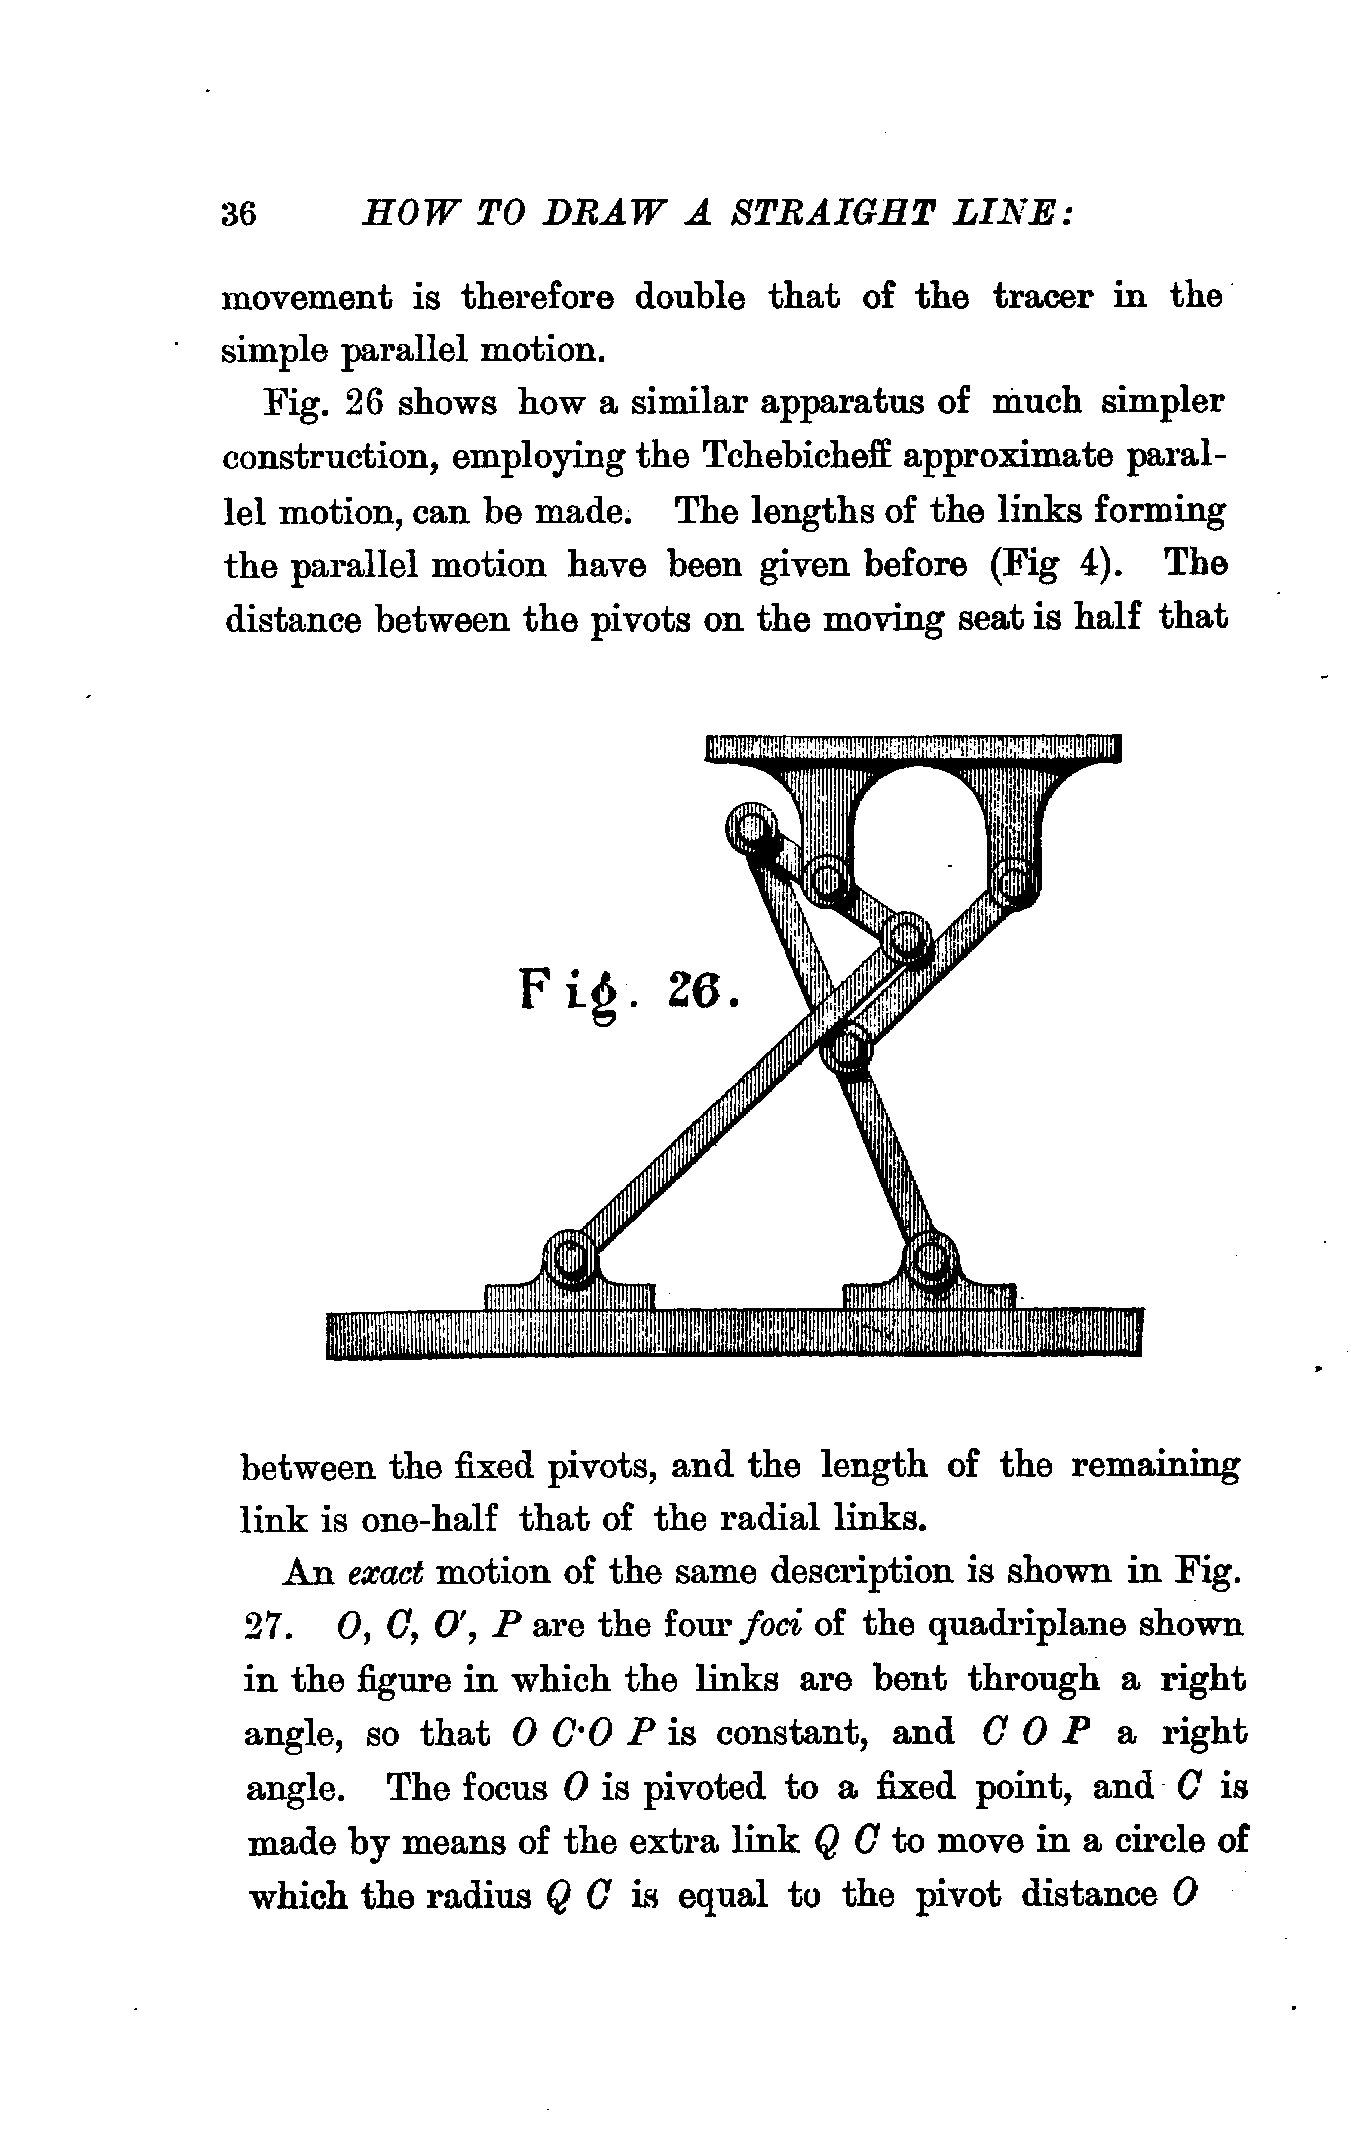 36 HOW TO DRAW A STRAIGHT LINE:
movement is therefore double that of the tracer in the
simple parallel motion.
Fig. 26 shows how a similar apparatus of much simpler
construction, employing the Tchebicheff approximate paral-
lel motion, can be made. The lengths of the links forming
the parallel motion have been given before (Fig 4). The
distance between the pivots on the moving seat is half that
Fig. 26.
between the fixed pivots, and the length of the remaining
link is one-half that of the radial links.
An exact motion of the same description is shown in Fig.
27. O, C, O', P are the four foci of the quadriplane shown
in the figure in which the links are bent through a right
angle, so that O C·O P is constant, and C O P a right
angle. The focus O is pivoted to a fixed point, and C is
made by means of the extra link Q C to move in a circle of
which the radius Q C is equal to the pivot distance O